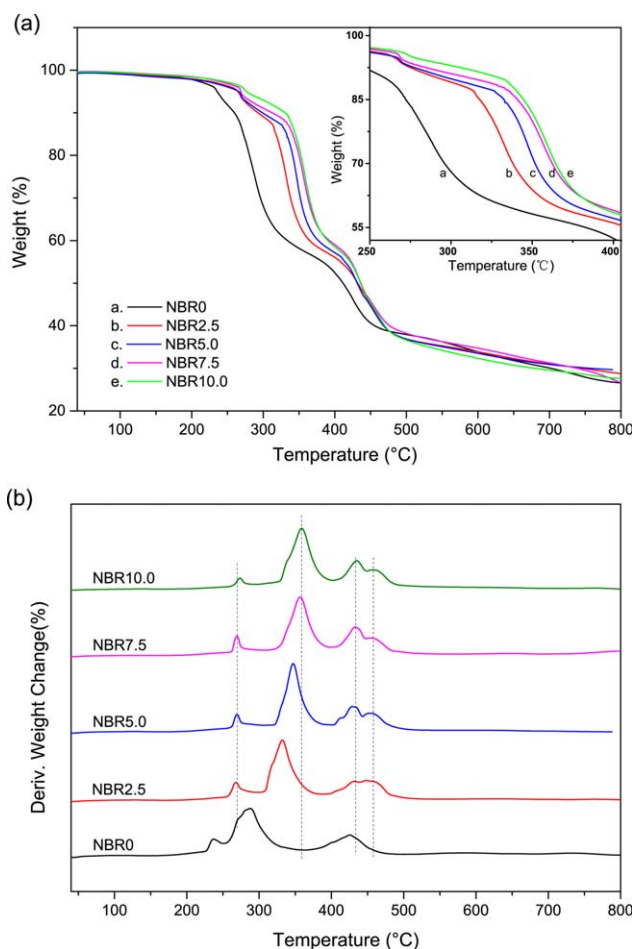 (a)
100
80
60
40
20
Weight (%)
100 200 300 400 500 600 700 800
Temperature (°C)
a. NBR0
b. NBR2.5
c. NBR5.0
d. NBR7.5
e. NBR10.0
100
85
70
55
Weight (%)
a b c d e
250 300 350 400
Temperature (℃)
(b)
Deriv. Weight Change(%)
NBR10.0
NBR7.5
NBR5.0
NBR2.5
NBR0
100 200 300 400 500 600 700 800
Temperature (°C)